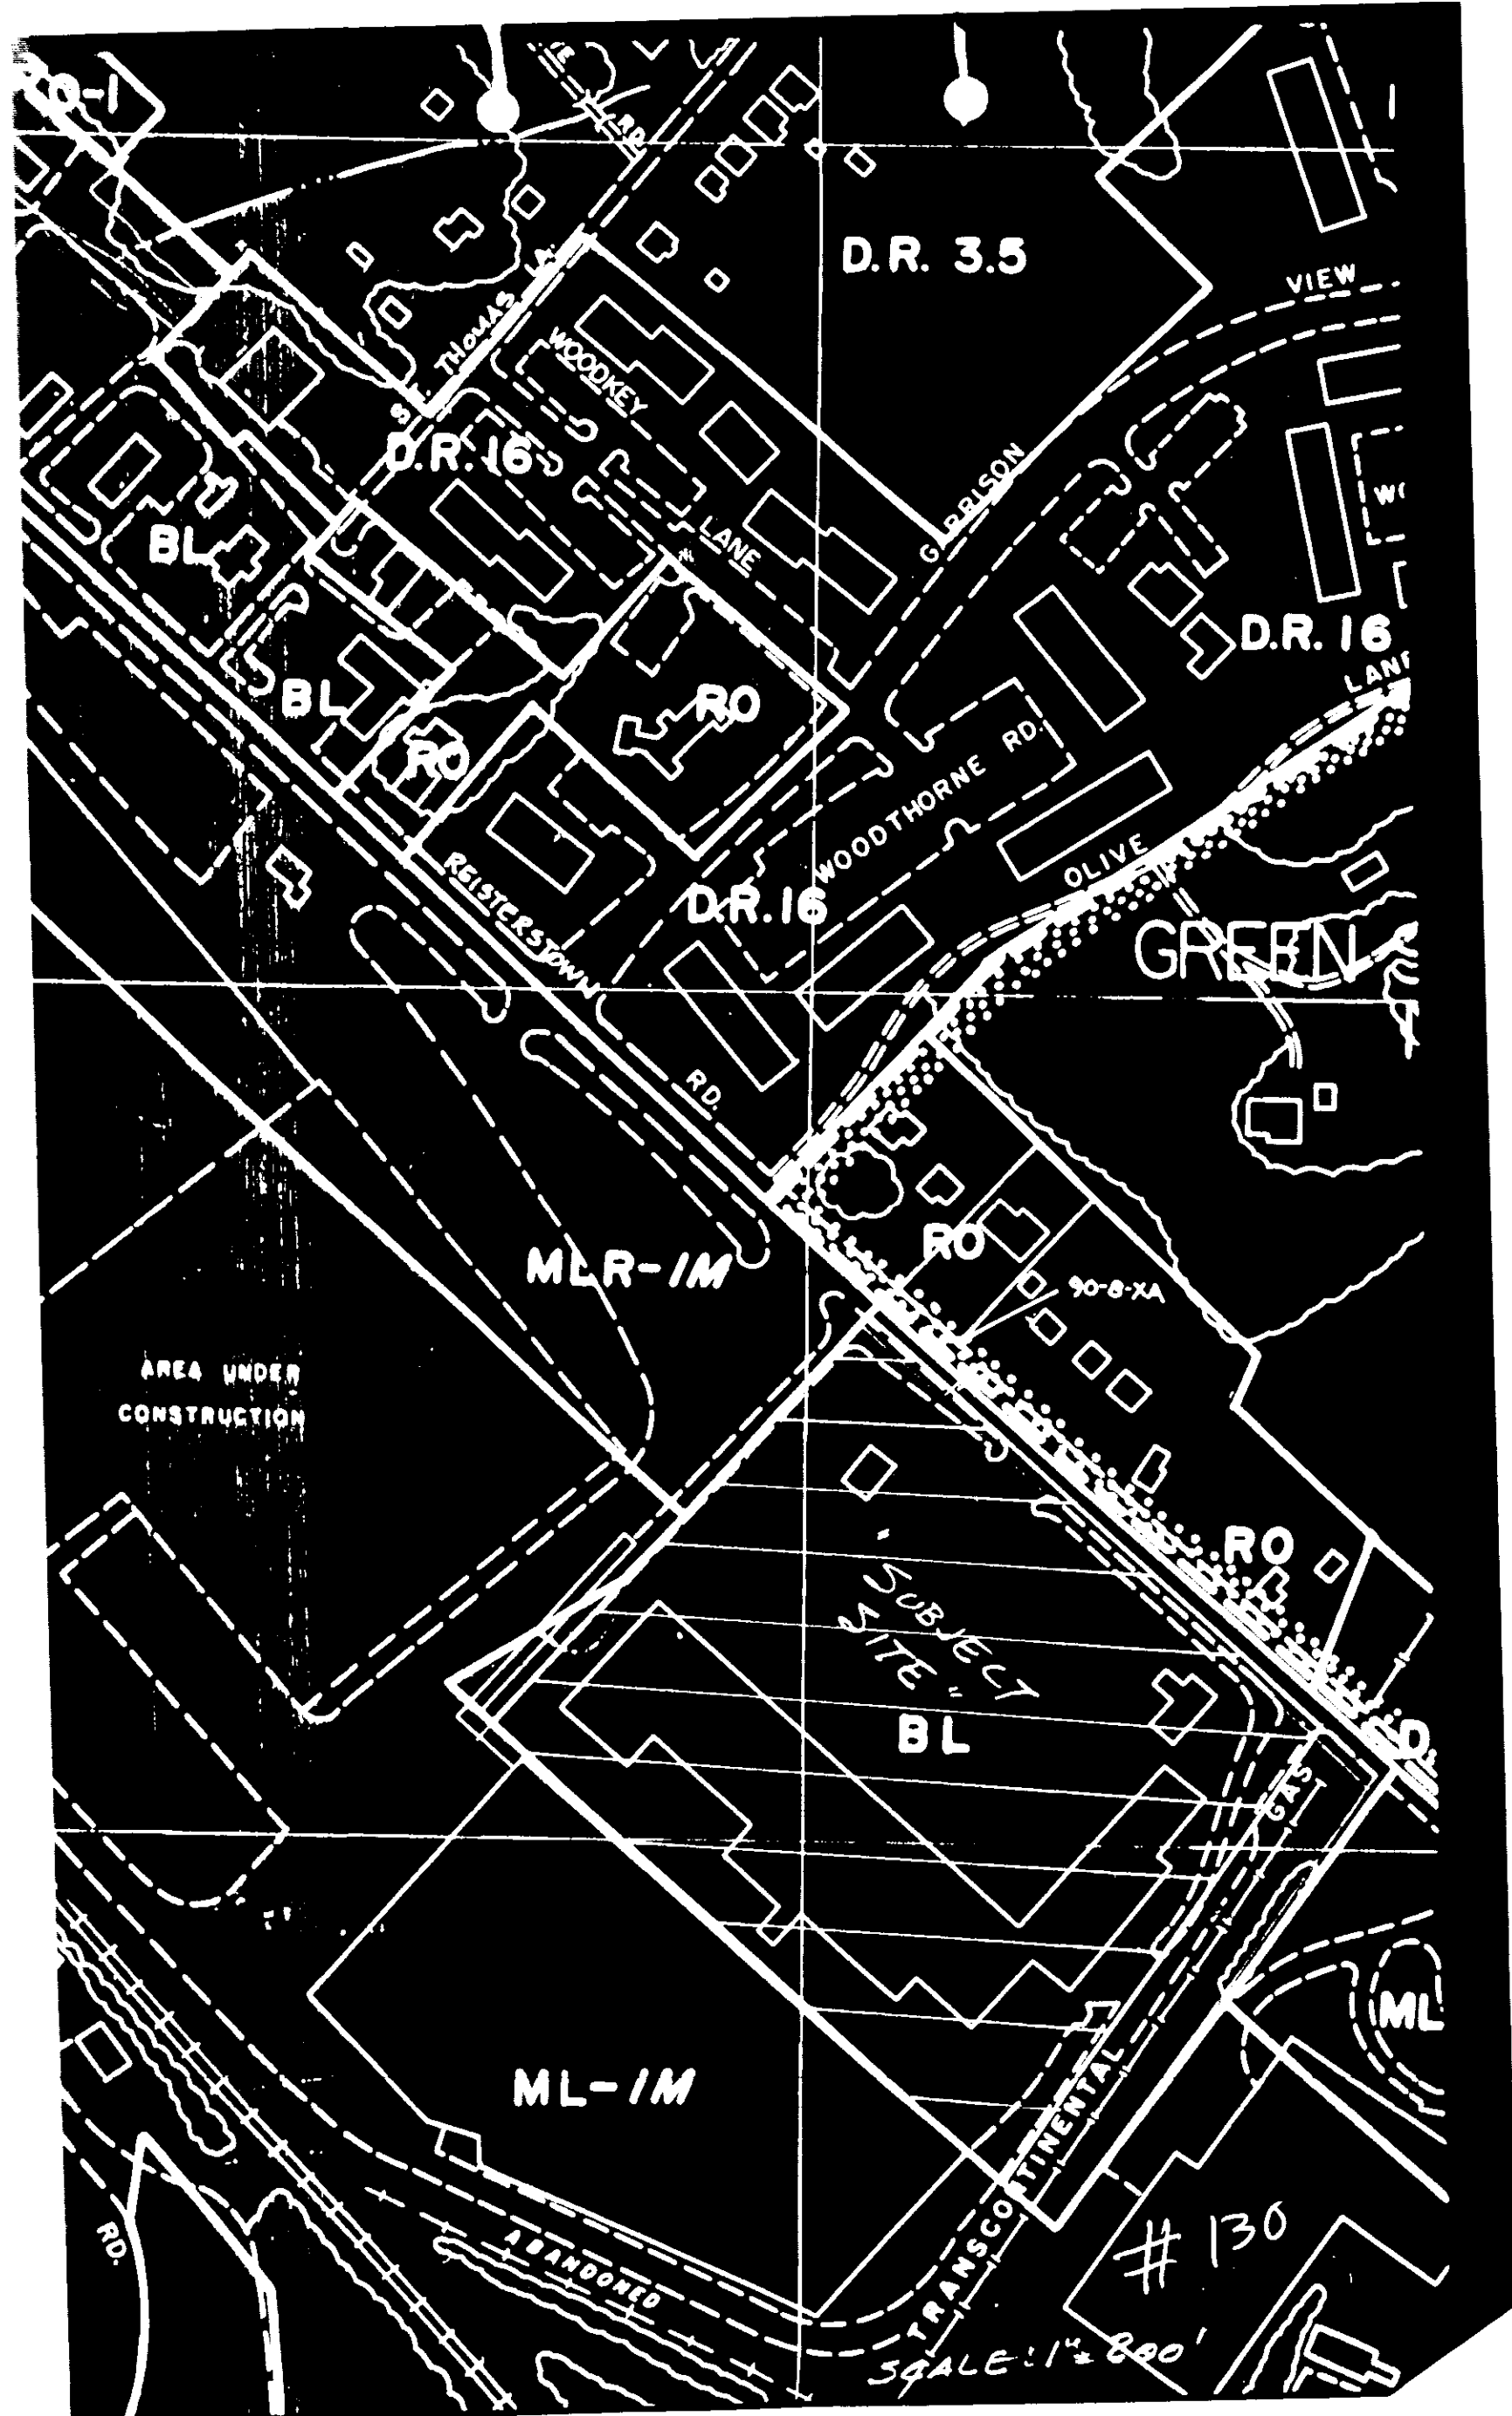 O-1
RD.
D.R. 3.5
VIEW
S. THOMAS LA.
WOODKEY
LANE
D.R. 16
GARRISON
BL
D.R. 16
LANE
BL
RO
RO
WOODTHORNE RD.
OLIVE
REISTERSTOWN
RD.
D.R. 16
GREEN
RO
MLR-IM
90-8-XA
AREA UNDER
CONSTRUCTION
" SUBJECT
SITE "
RO
BL
D.
GAS
ML
ML-IM
TRANSCONTINENTAL
RD.
ABANDONED
# 130
SCALE: 1" = 200'